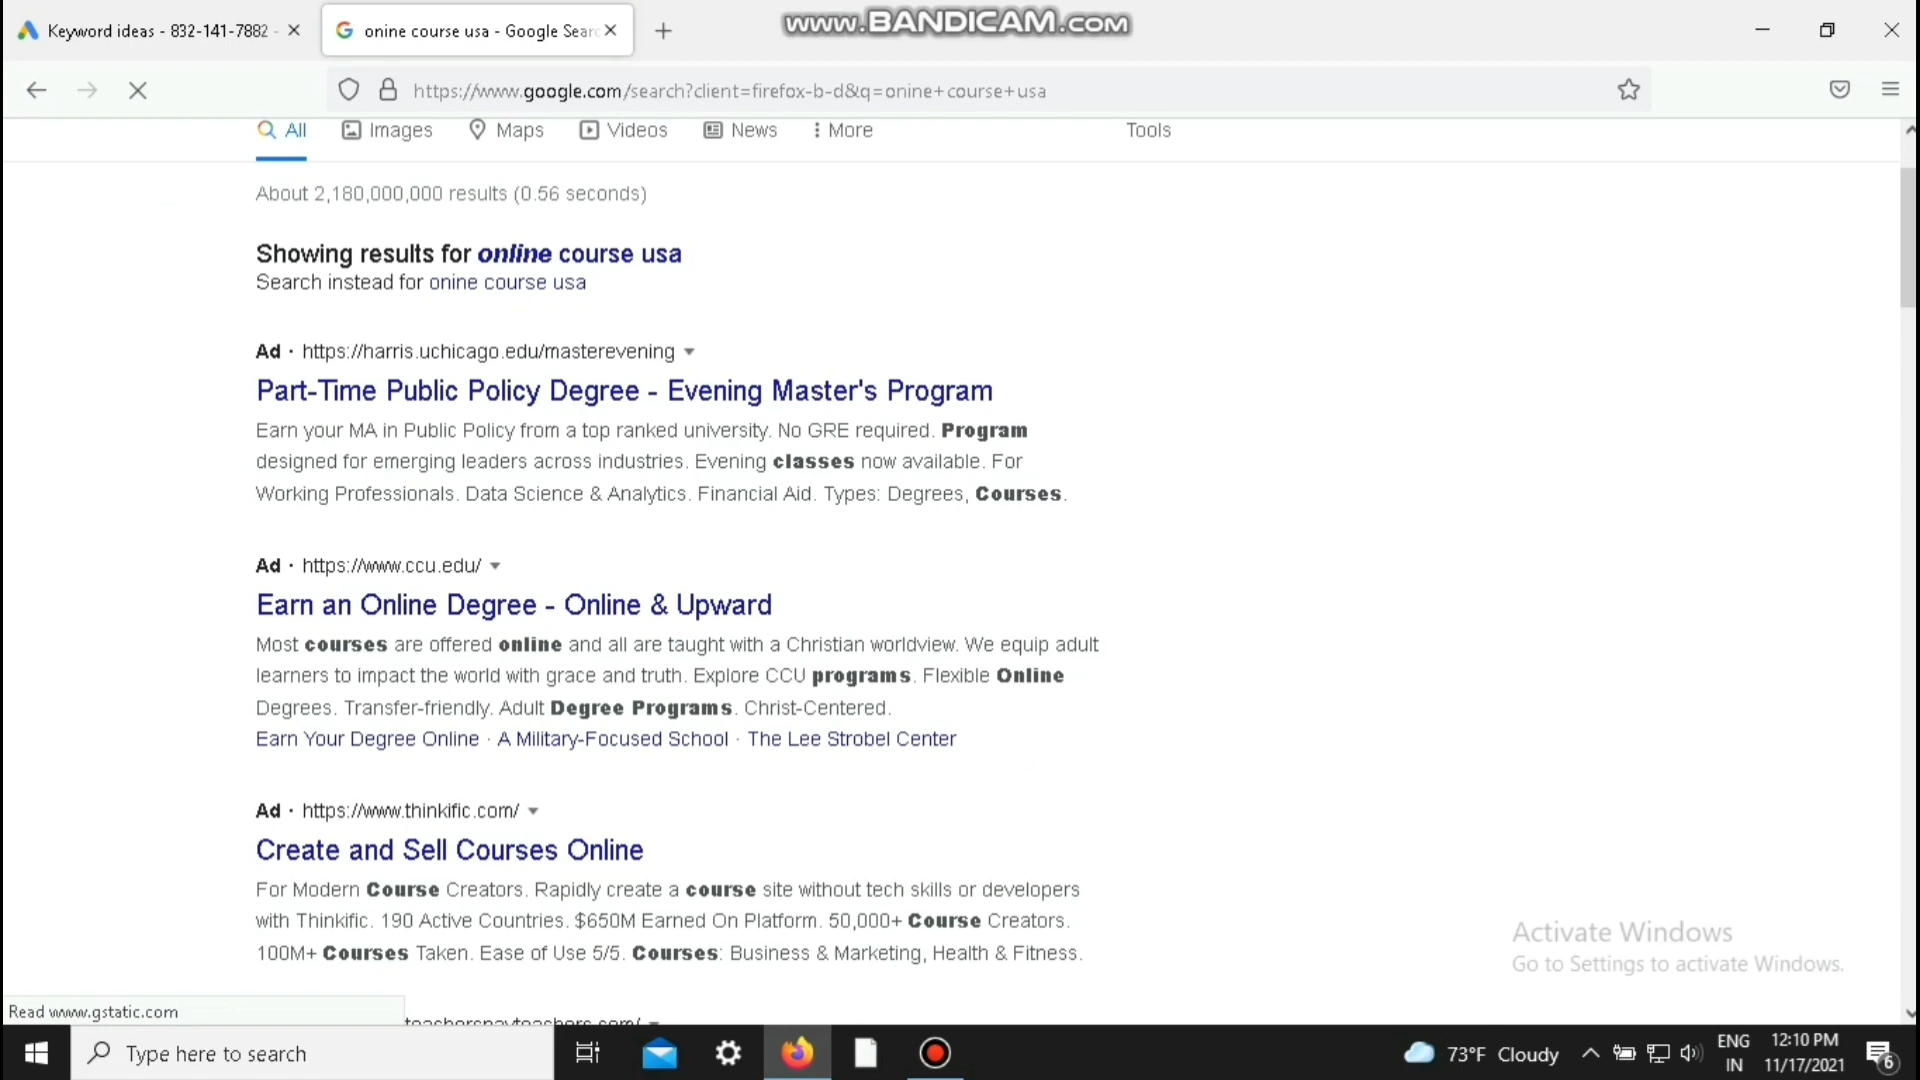 Keyword ideas - 832-141-7882 -
onine course usa - Google Searc
www.BANDICAM.com
https://www.google.com/search?client=firefox-b-d&q=onine+course+usa
All
Images
Maps
Videos
News
More
Tools
About 2,180,000,000 results (0.56 seconds)
Showing results for online course usa
Search instead for onine course usa
Ad · https://harris.uchicago.edu/masterevening
Part-Time Public Policy Degree - Evening Master's Program
Earn your MA in Public Policy from a top ranked university. No GRE required. Program
designed for emerging leaders across industries. Evening classes now available. For
Working Professionals. Data Science & Analytics. Financial Aid. Types: Degrees, Courses.
Ad · https://www.ccu.edu/
Earn an Online Degree - Online & Upward
Most courses are offered online and all are taught with a Christian worldview. We equip adult
learners to impact the world with grace and truth. Explore CCU programs. Flexible Online
Degrees. Transfer-friendly. Adult Degree Programs. Christ-Centered.
Earn Your Degree Online · A Military-Focused School · The Lee Strobel Center
Ad · https://www.thinkific.com/
Create and Sell Courses Online
For Modern Course Creators. Rapidly create a course site without tech skills or developers
with Thinkific. 190 Active Countries. $650M Earned On Platform. 50,000+ Course Creators.
100M+ Courses Taken. Ease of Use 5/5. Courses: Business & Marketing, Health & Fitness.
Activate Windows
Go to Settings to activate Windows.
Read www.gstatic.com
teacherspayteachers.com/
Type here to search
73°F Cloudy
ENG
IN
12:10 PM
11/17/2021
6